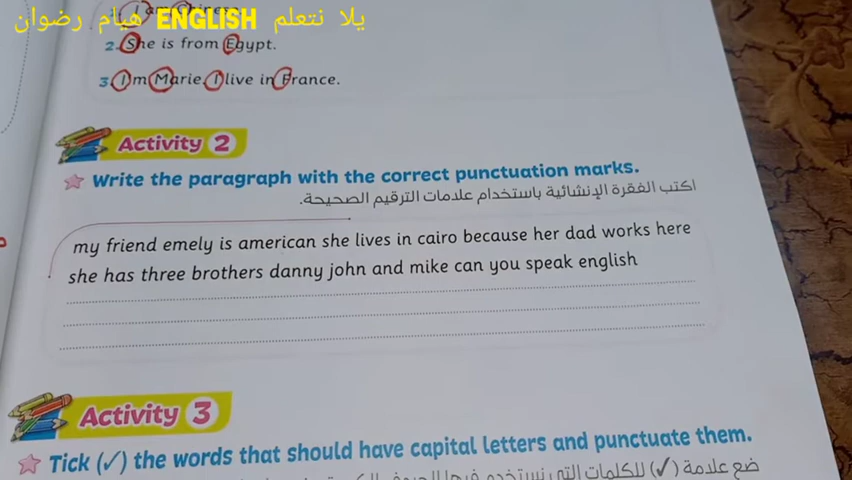 يلا نتعلم ENGLISH هيام رضوان
I am Chinese.
2. She is from Egypt.
3 I m Marie. I live in France.
Activity 2
Write the paragraph with the correct punctuation marks.
اكتب الفقرة الإنشائية باستخدام علامات الترقيم الصحيحة.
my friend emely is american she lives in cairo because her dad works here
she has three brothers danny john and mike can you speak english
Activity 3
Tick (✓) the words that should have capital letters and punctuate them.
ضع علامة (✓) للكلمات التي نستخدم فيها الحروف